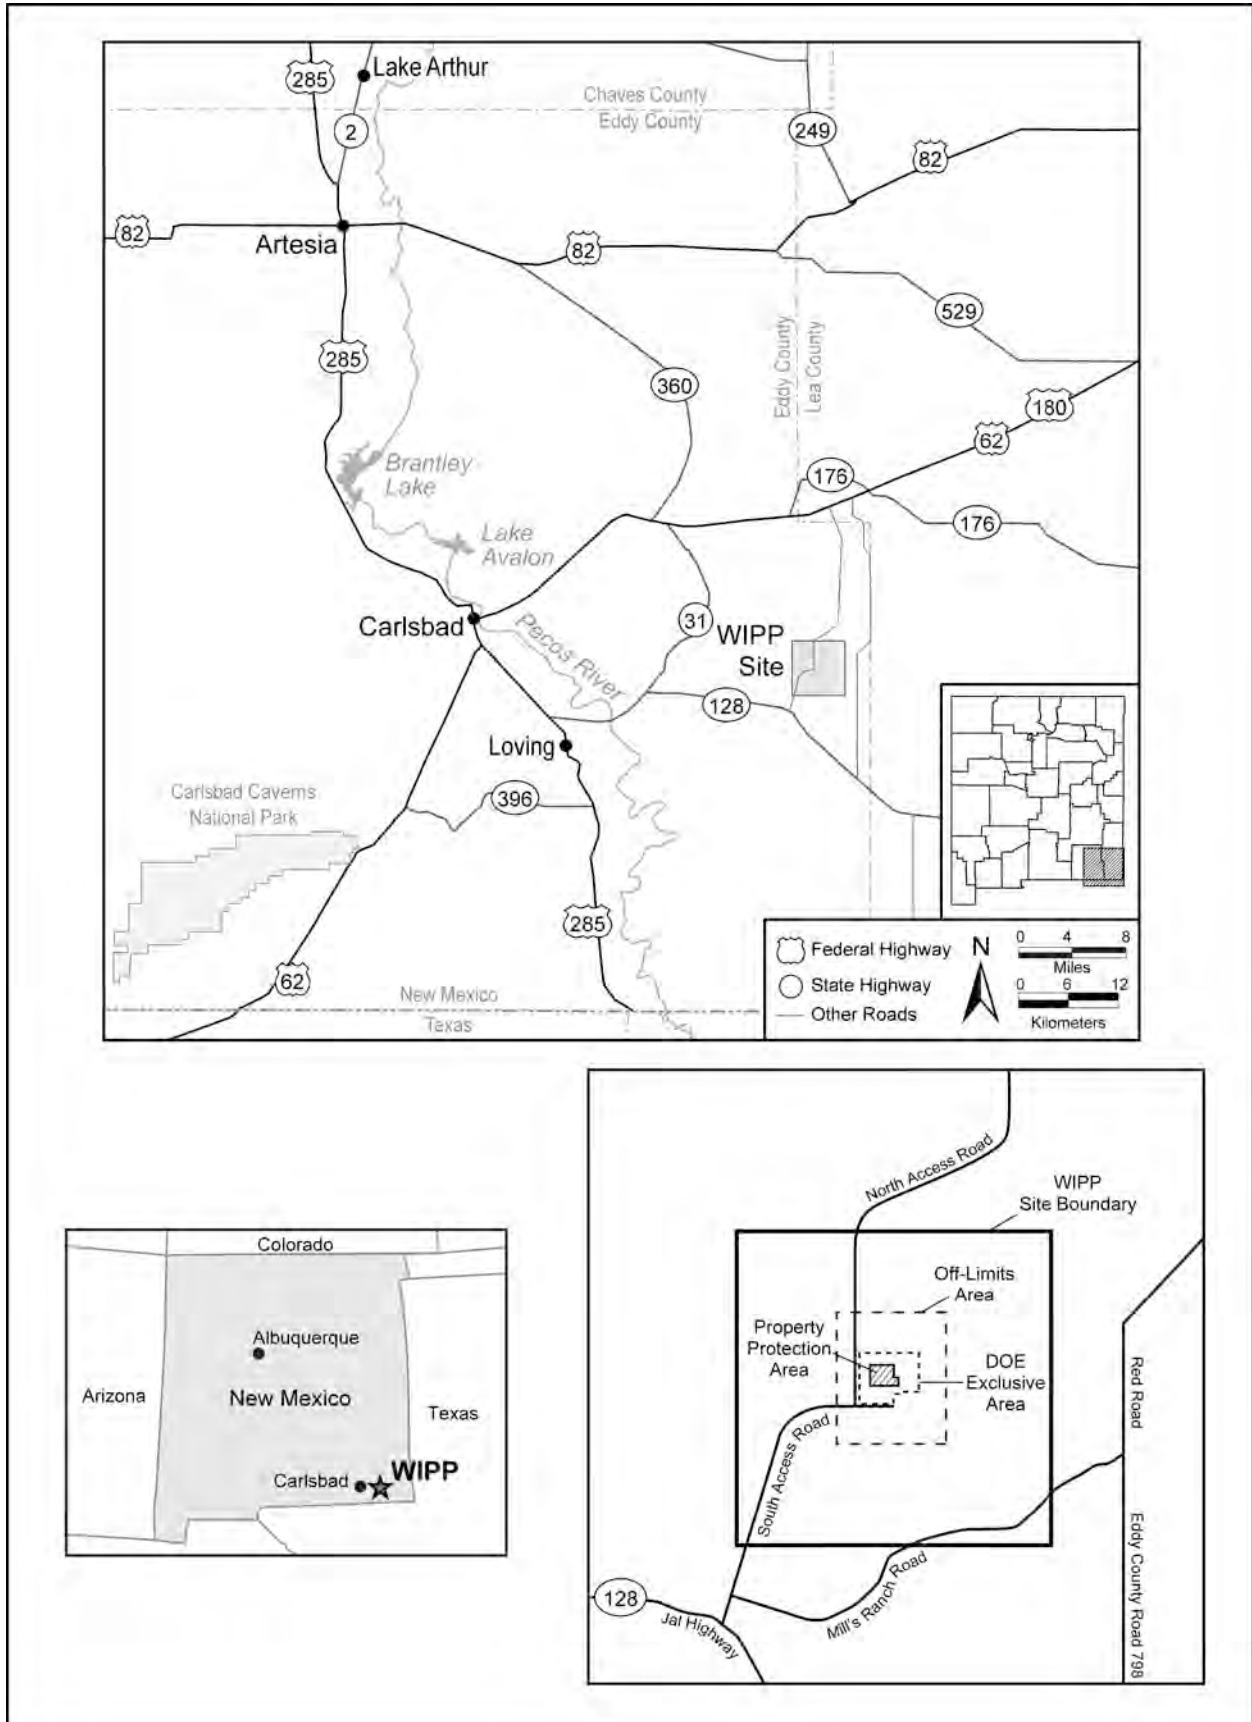 285
Lake Arthur
Chaves County
Eddy County
2
249
82
82
Artesia
82
529
285
360
Eddy County
Lea County
180
62
Brantley
Lake
176
176
Lake
Avalon
Carlsbad
Pecos River
31
WIPP
Site
128
Loving
396
Carlsbad Caverns
National Park
285
62
New Mexico
Texas
Federal Highway
State Highway
Other Roads
N
0 4 8
Miles
0 6 12
Kilometers
North Access Road
WIPP
Site Boundary
Off-Limits
Area
Property
Protection
Area
DOE
Exclusive
Area
South Access Road
Red Road
Eddy County Road 798
Mill's Ranch Road
128
Jal Highway
Colorado
Albuquerque
Arizona
New Mexico
Texas
Carlsbad
WIPP